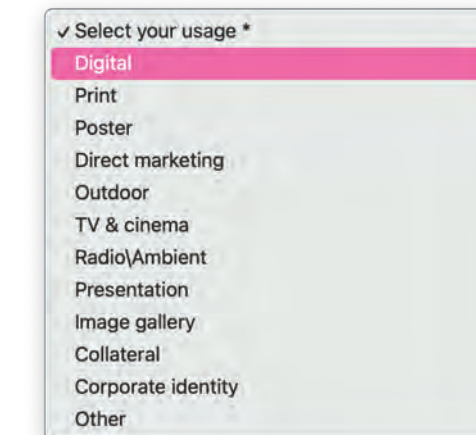 ✓ Select your usage *
Digital
Print
Poster
Direct marketing
Outdoor
TV & cinema
Radio\Ambient
Presentation
Image gallery
Collateral
Corporate identity
Other